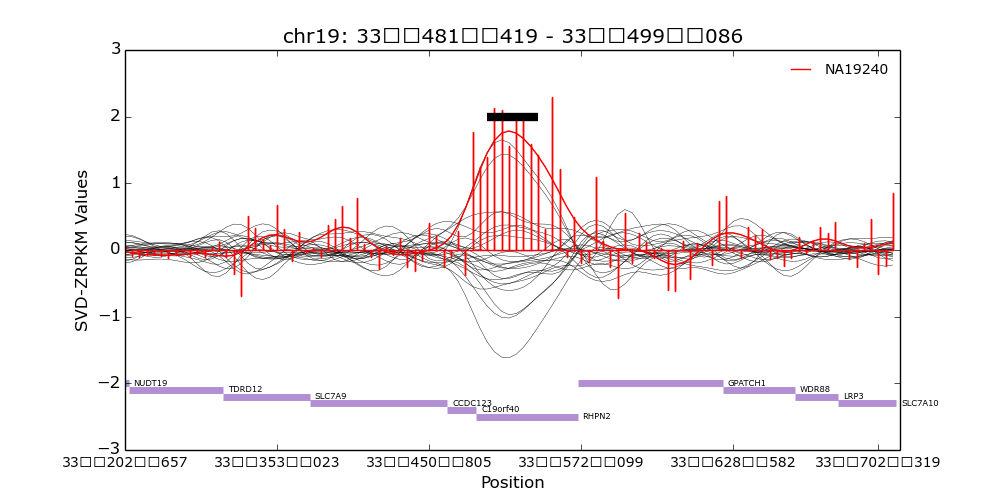 chr19: 33□□481□□419 - 33□□499□□086
NA19240
3
2
1
0
−1
−2
−3
SVD-ZRPKM Values
NUDT19
TDRD12
SLC7A9
CCDC123
C19orf40
RHPN2
GPATCH1
WDR88
LRP3
SLC7A10
33□□202□□657 33□□353□□023 33□□450□□805 33□□572□□099 33□□628□□582 33□□702□□319
Position